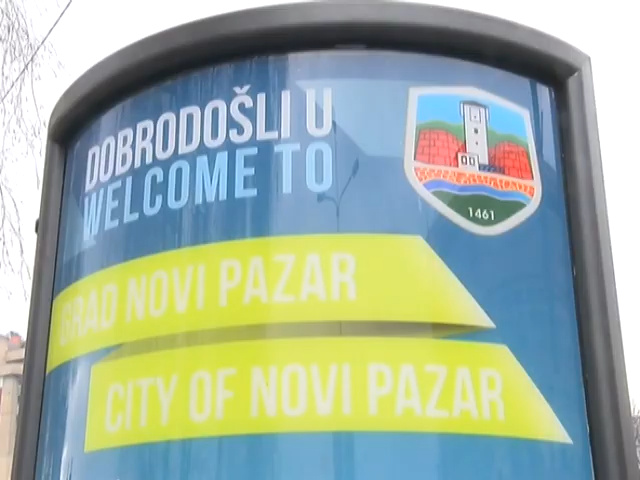 DOBRODOŠLI U
WELCOME TO
GRAD NOVI PAZAR
CITY OF NOVI PAZAR
1461